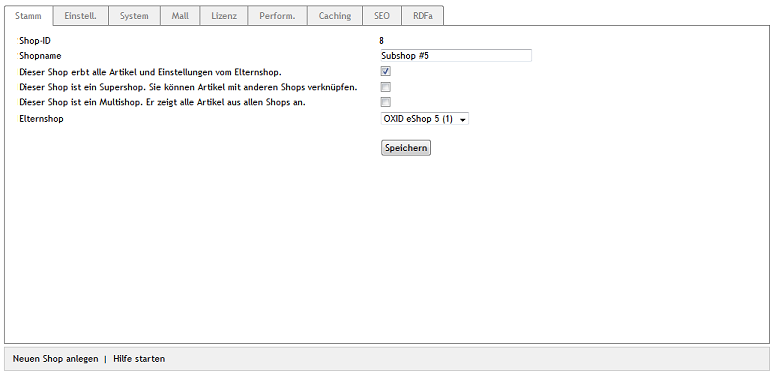 Stamm Einstell. System Mall Lizenz Perform. Caching SEO RDFa
Shop-ID 8
Shopname Subshop #5
Dieser Shop erbt alle Artikel und Einstellungen vom Elternshop.
Dieser Shop ist ein Supershop. Sie können Artikel mit anderen Shops verknüpfen.
Dieser Shop ist ein Multishop. Er zeigt alle Artikel aus allen Shops an.
Elternshop OXID eShop 5 (1)
Speichern
Neuen Shop anlegen | Hilfe starten